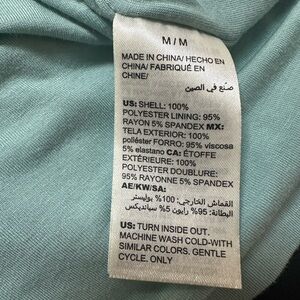 M / M
MADE IN CHINA/ HECHO EN
CHINA/ FABRIQUÉ EN
CHINE/
صنع في الصين
US: SHELL: 100%
POLYESTER LINING: 95%
RAYON 5% SPANDEX MX:
TELA EXTERIOR: 100%
poliéster FORRO: 95% viscosa
5% elastano CA: ÉTOFFE
EXTÉRIEURE: 100%
POLYESTER DOUBLURE:
95% RAYONNE 5% SPANDEX
AE/KW/SA:
القماش الخارجي: 100% بوليستر
البطانة: 95% رايون 5% سبانديكس
US: TURN INSIDE OUT.
MACHINE WASH COLD-WITH
SIMILAR COLORS. GENTLE
CYCLE. ONLY